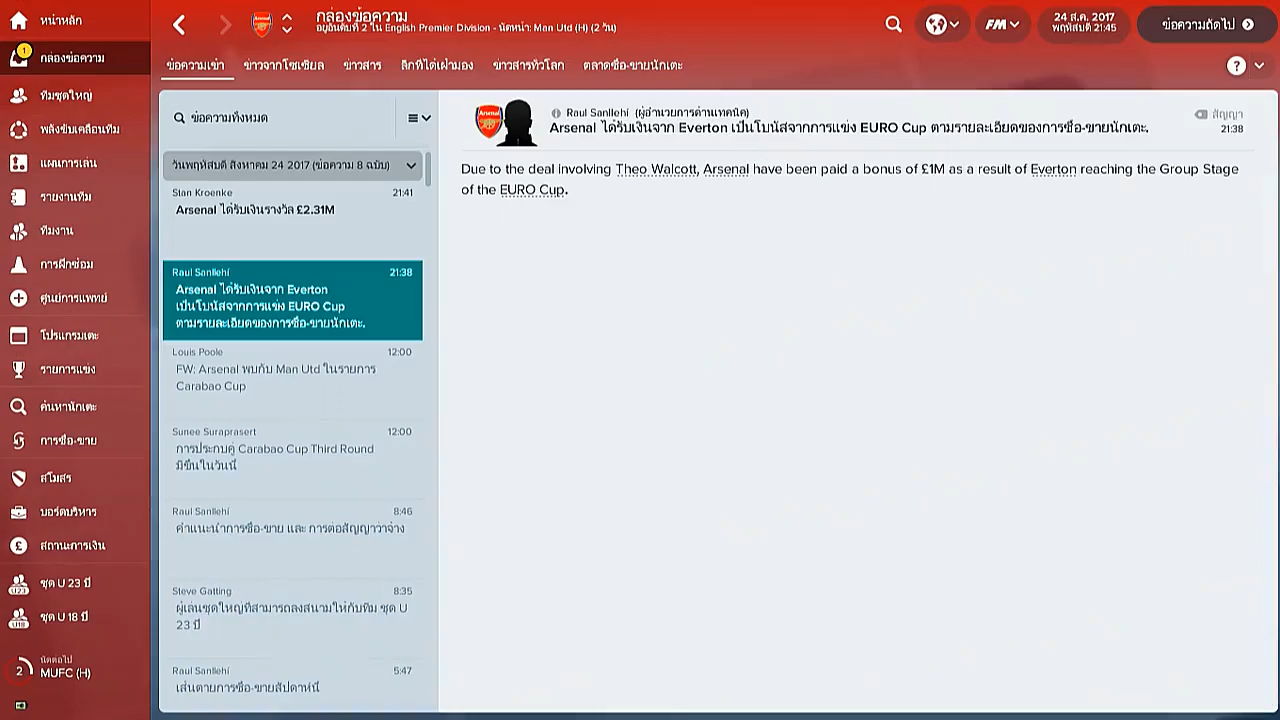 หน้าหลัก
กล่องข้อความ
1
ทีมชุดใหญ่
พลังขับเคลื่อนทีม
แผนการเล่น
รายงานทีม
ทีมงาน
การฝึกซ้อม
ศูนย์การแพทย์
โปรแกรมเตะ
รายการแข่ง
ค้นหานักเตะ
การซื้อ-ขาย
สโมสร
บอร์ดบริหาร
สถานะการเงิน
ชุด U 23 ปี
ชุด U 18 ปี
นัดต่อไป
2 MUFC (H)
กล่องข้อความ
อยู่อันดับที่ 2 ใน English Premier Division - นัดหน้า: Man Utd (H) (2 วัน)
FM
24 ส.ค. 2017
พฤหัสบดี 21:45
ข้อความถัดไป
ข้อความเข้า ข่าวจากโซเชียล ข่าวสาร ลีกที่ได้เฝ้ามอง ข่าวสารทั่วโลก ตลาดซื้อ-ขายนักเตะ
?
ข้อความทั้งหมด
วันพฤหัสบดี สิงหาคม 24 2017 (ข้อความ 8 ฉบับ)
Stan Kroenke 21:41
Arsenal ได้รับเงินรางวัล £2.31M
Raul Sanllehí 21:38
Arsenal ได้รับเงินจาก Everton
เป็นโบนัสจากการแข่ง EURO Cup
ตามรายละเอียดของการซื้อ-ขายนักเตะ.
Louis Poole 12:00
FW: Arsenal พบกับ Man Utd ในรายการ
Carabao Cup
Sunee Suraprasert 12:00
การประกบคู่ Carabao Cup Third Round
มีขึ้นในวันนี้
Raul Sanllehí 8:46
คำแนะนำการซื้อ-ขาย และ การต่อสัญญาว่าจ้าง
Steve Gatting 8:35
ผู้เล่นชุดใหญ่ที่สามารถลงสนามให้กับทีม ชุด U
23 ปี
Raul Sanllehí 5:47
เส้นตายการซื้อ-ขายสัปดาห์นี้
Raul Sanllehí (ผู้อำนวยการด้านเทคนิค)
สัญญา
Arsenal ได้รับเงินจาก Everton เป็นโบนัสจากการแข่ง EURO Cup ตามรายละเอียดของการซื้อ-ขายนักเตะ.
21:38
Due to the deal involving Theo Walcott, Arsenal have been paid a bonus of £1M as a result of Everton reaching the Group Stage
of the EURO Cup.